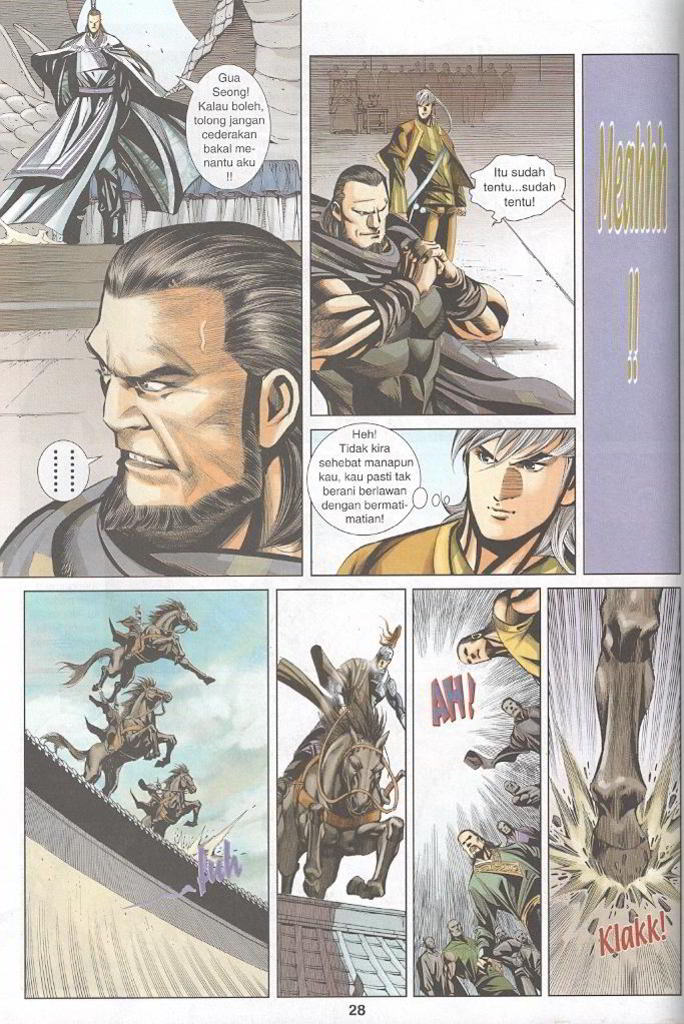 Gua
Seong!
Kalau boleh,
tolong jangan
cederakan
bakal me-
nantu aku
!!
Itu sudah
tentu...sudah
tentu!
!!
Heh!
Tidak kira
sehebat manapun
kau, kau pasti tak
berani berlawan
dengan bermati-
matian!
AH!
Klakk!
28